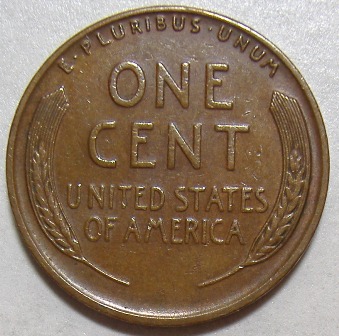 E·PLURIBUS·UNUM
ONE
CENT
UNITED STATES
OF AMERICA